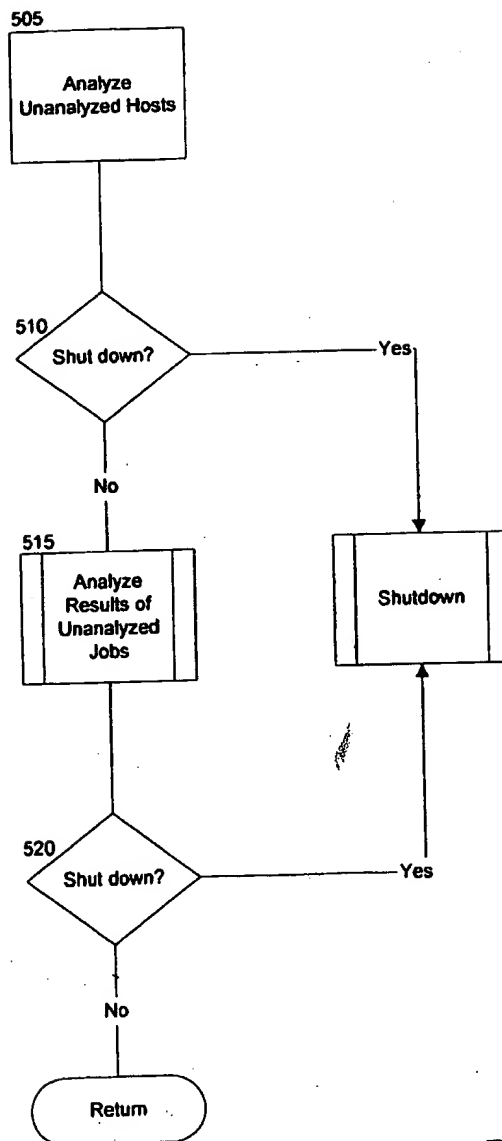 505
Analyze
Unanalyzed Hosts
510
Shut down?
Yes
No
515
Analyze
Results of
Unanalyzed
Jobs
Shutdown
520
Shut down?
Yes
No
Return